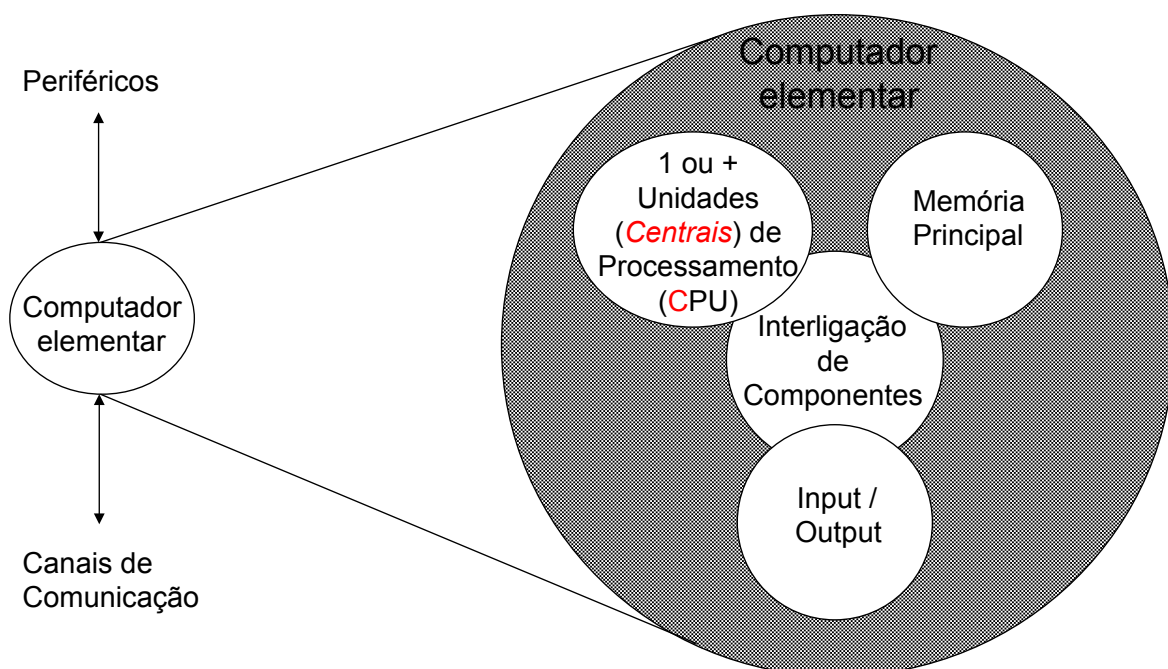 Periféricos
Computador
elementar
Canais de
Comunicação
Computador
elementar
1 ou +
Unidades
(Centrais) de
Processamento
(CPU)
Memória
Principal
Interligação
de
Componentes
Input /
Output